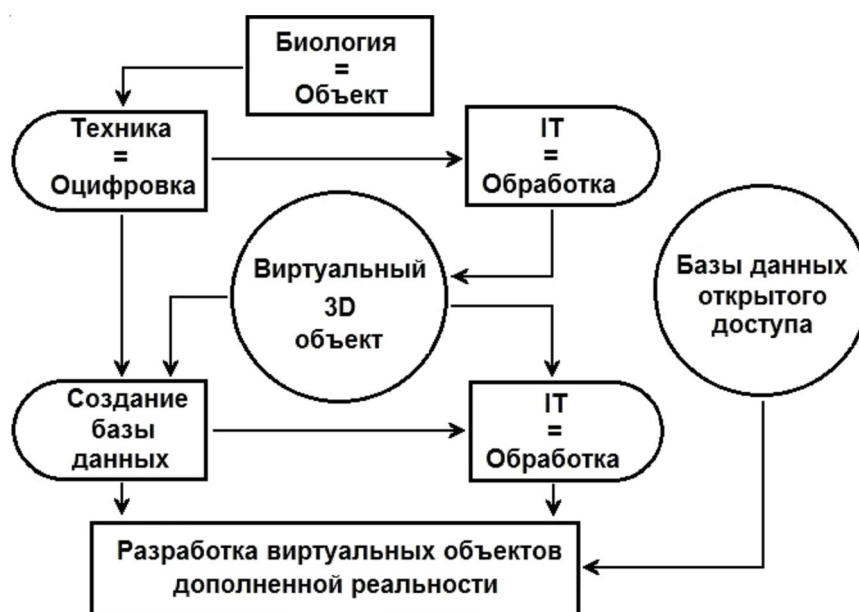 Биология
=
Объект
Техника
=
Оцифровка
IT
=
Обработка
Виртуальный
3D
объект
Базы данных
открытого
доступа
Создание
базы
данных
IT
=
Обработка
Разработка виртуальных объектов
дополненной реальности